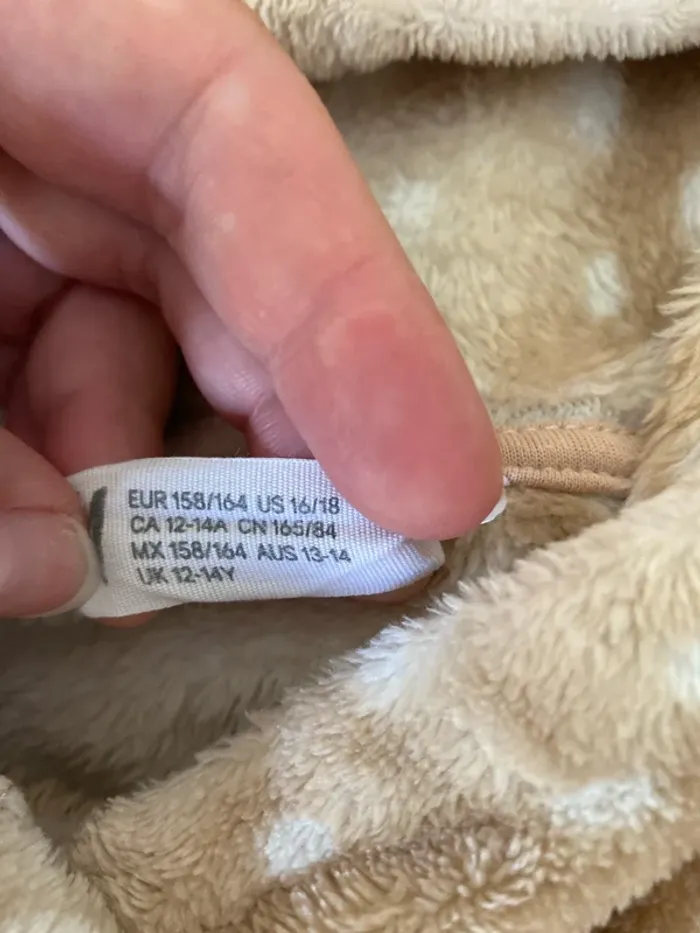 EUR 158/164 US 16/18
CA 12-14A CN 165/84
MX 158/164 AUS 13-14
UK 12-14Y